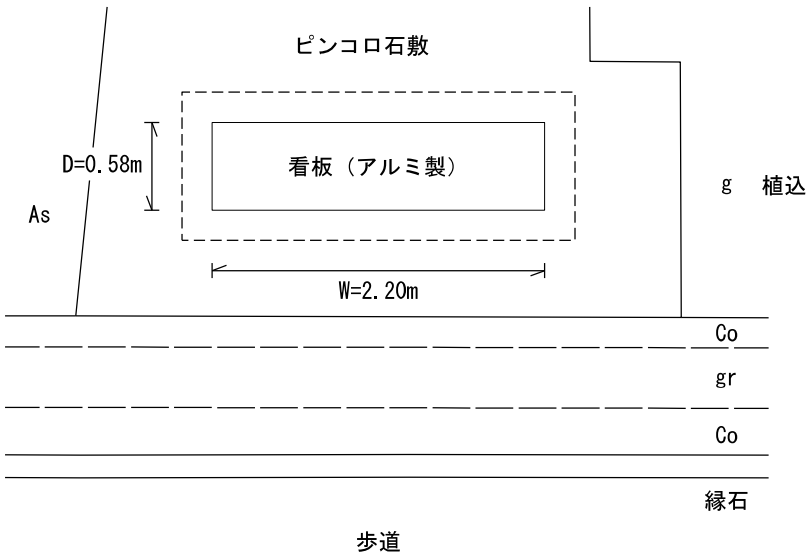 ピンコロ石敷
D=0.58m
看板（アルミ製）
g 植込
As
W=2.20m
Co
gr
Co
縁石
歩道